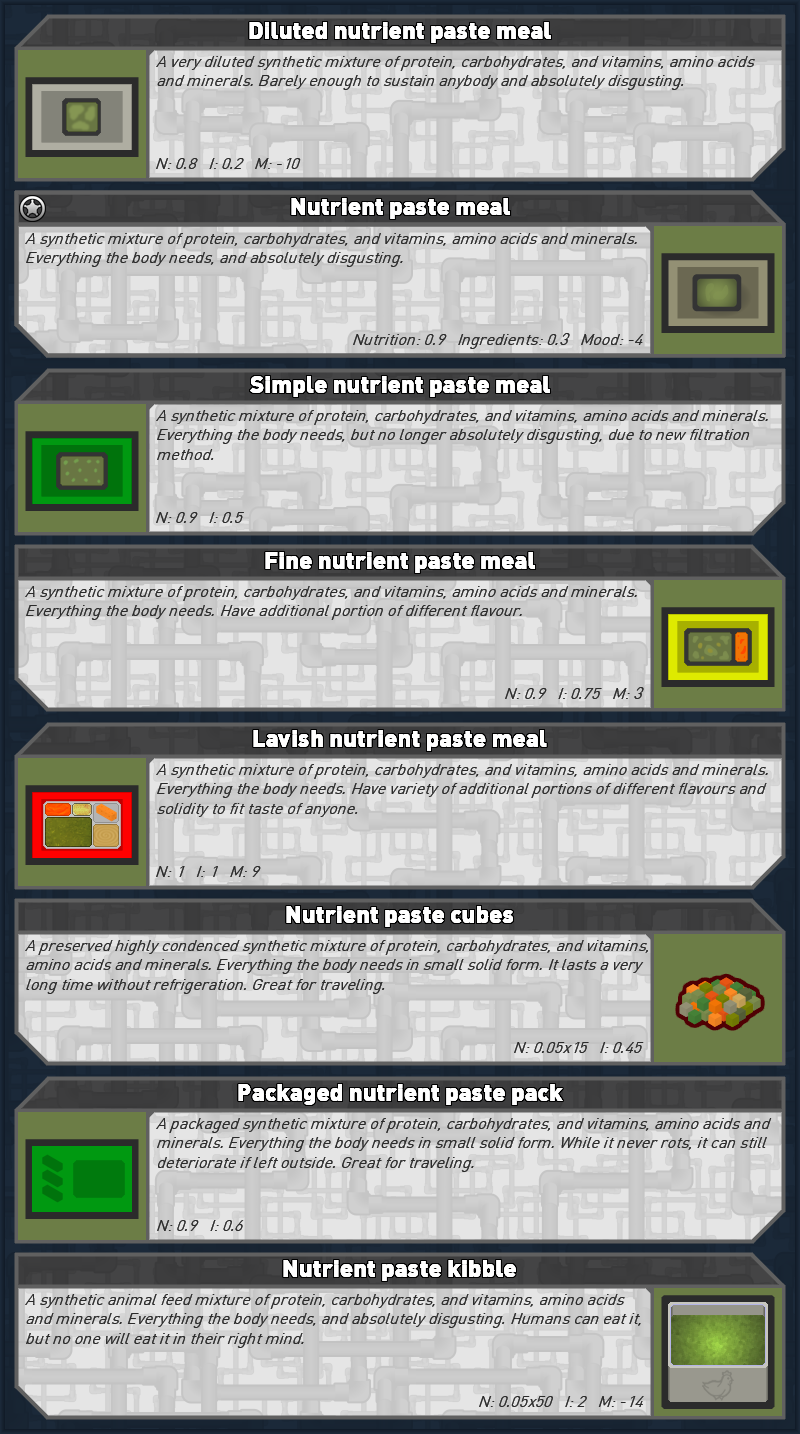 Diluted nutrient paste meal
A very diluted synthetic mixture of protein, carbohydrates, and vitamins, amino acids
and minerals. Barely enough to sustain anybody and absolutely disgusting.
N: 0.8 I: 0.2 M: -10
Nutrient paste meal
A synthetic mixture of protein, carbohydrates, and vitamins, amino acids and minerals.
Everything the body needs, and absolutely disgusting.
Nutrition: 0.9 Ingredients: 0.3 Mood: -4
Simple nutrient paste meal
A synthetic mixture of protein, carbohydrates, and vitamins, amino acids and minerals.
Everything the body needs, but no longer absolutely disgusting, due to new filtration
method.
N: 0.9 I: 0.5
Fine nutrient paste meal
A synthetic mixture of protein, carbohydrates, and vitamins, amino acids and minerals.
Everything the body needs. Have additional portion of different flavour.
N: 0.9 I: 0.75 M: 3
Lavish nutrient paste meal
A synthetic mixture of protein, carbohydrates, and vitamins, amino acids and minerals.
Everything the body needs. Have variety of additional portions of different flavours and
solidity to fit taste of anyone.
N: 1 I: 1 M: 9
Nutrient paste cubes
A preserved highly condenced synthetic mixture of protein, carbohydrates, and vitamins,
amino acids and minerals. Everything the body needs in small solid form. It lasts a very
long time without refrigeration. Great for traveling.
N: 0.05x15 I: 0.45
Packaged nutrient paste pack
A packaged synthetic mixture of protein, carbohydrates, and vitamins, amino acids and
minerals. Everything the body needs in small solid form. While it never rots, it can still
deteriorate if left outside. Great for traveling.
N: 0.9 I: 0.6
Nutrient paste kibble
A synthetic animal feed mixture of protein, carbohydrates, and vitamins, amino acids
and minerals. Everything the body needs, and absolutely disgusting. Humans can eat it,
but no one will eat it in their right mind.
N: 0.05x50 I: 2 M: -14